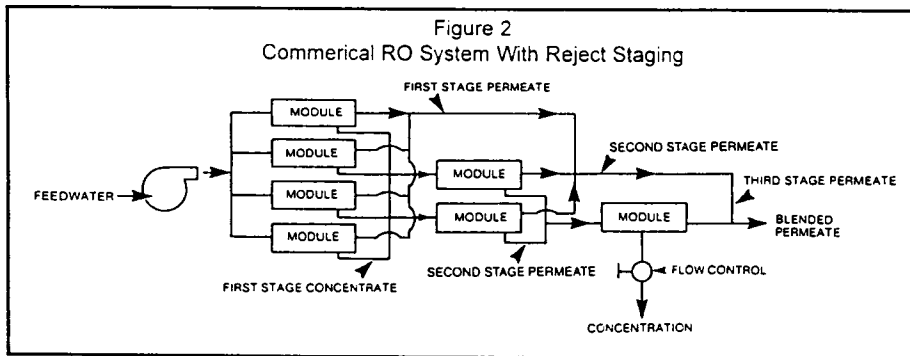 Figure 2
Commerical RO System With Reject Staging
FIRST STAGE PERMEATE
MODULE
MODULE
SECOND STAGE PERMEATE
MODULE
THIRD STAGE PERMEATE
FEEDWATER
MODULE
MODULE
MODULE
BLENDED
PERMEATE
MODULE
FIRST STAGE CONCENTRATE
SECOND STAGE PERMEATE
FLOW CONTROL
CONCENTRATION